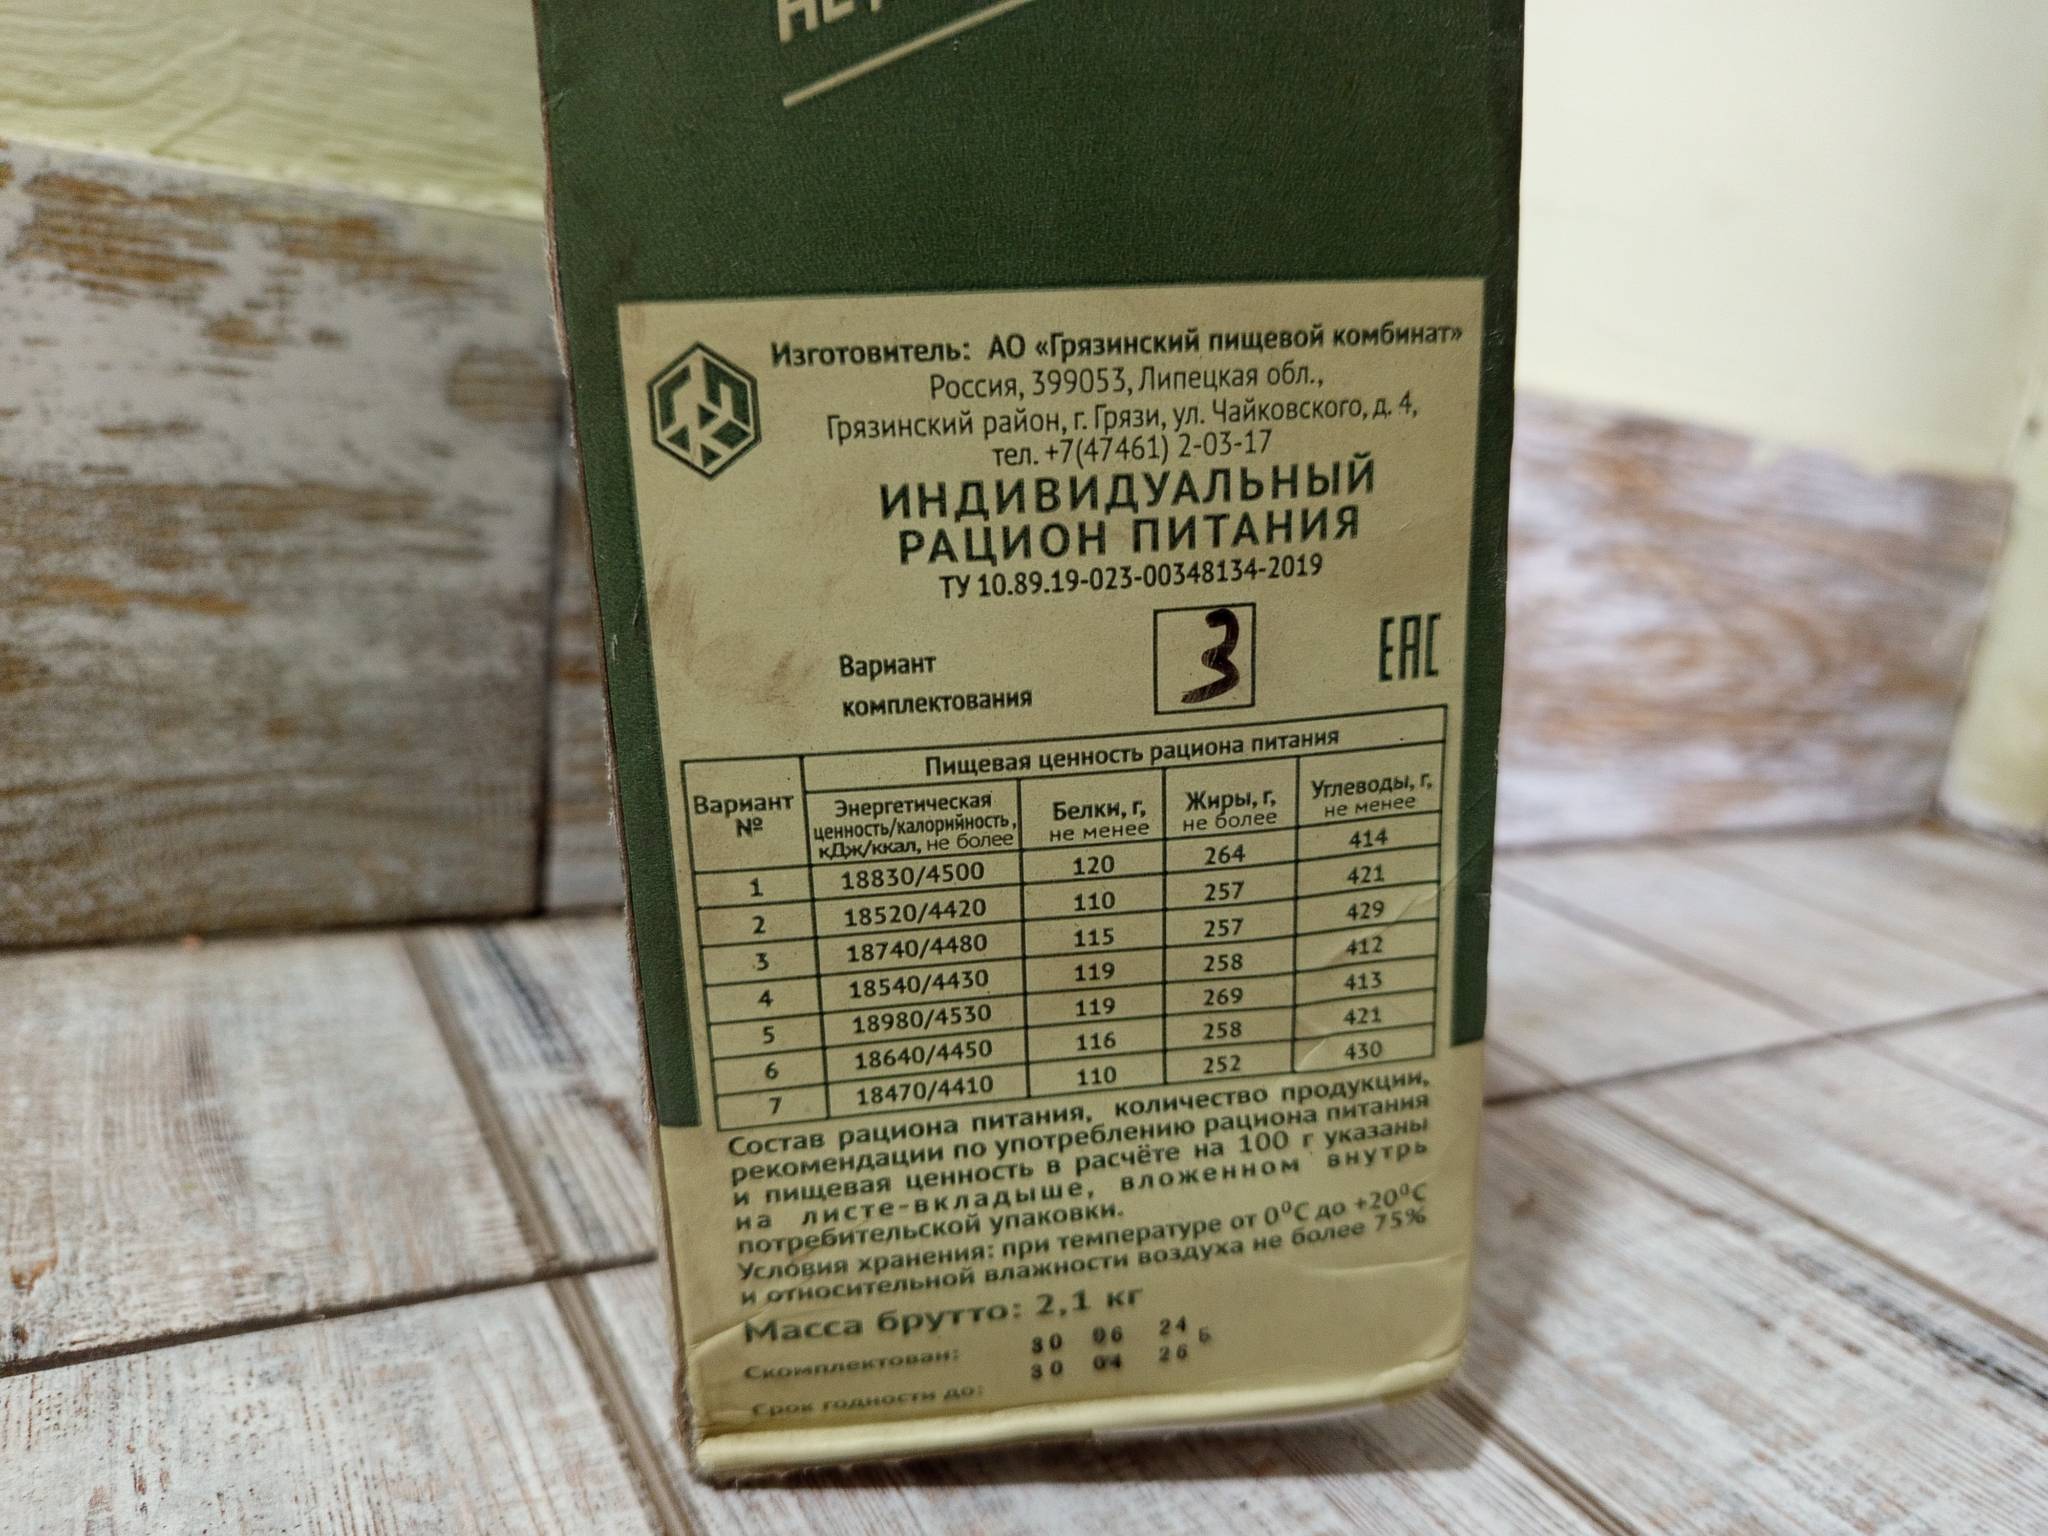 Изготовитель: АО «Грязинский пищевой комбинат»
Россия, 399053, Липецкая обл.,
Грязинский район, г. Грязи, ул. Чайковского, д. 4,
тел. +7(47461) 2-03-17
ГПК
ИНДИВИДУАЛЬНЫЙ
РАЦИОН ПИТАНИЯ
ТУ 10.89.19-023-00348134-2019
Вариант
комплектования
3
EAC
Вариант №
Пищевая ценность рациона питания
Энергетическая ценность/калорийность, кДж/ккал, не более
Белки, г, не менее
Жиры, г, не более
Углеводы, г, не менее
1 18830/4500 120 264 414
2 18520/4420 110 257 421
3 18740/4480 115 257 429
4 18540/4430 119 258 412
5 18980/4530 119 269 413
6 18640/4450 116 258 421
7 18470/4410 110 252 430
Состав рациона питания, количество продукции,
рекомендации по употреблению рациона питания
и пищевая ценность в расчёте на 100 г указаны
на листе-вкладыше, вложенном внутрь
потребительской упаковки.
Условия хранения: при температуре от 0°С до +20°С
и относительной влажности воздуха не более 75%
Масса брутто: 2,1 кг
Скомплектован: 30 06 24 Б
Срок годности до: 30 04 26